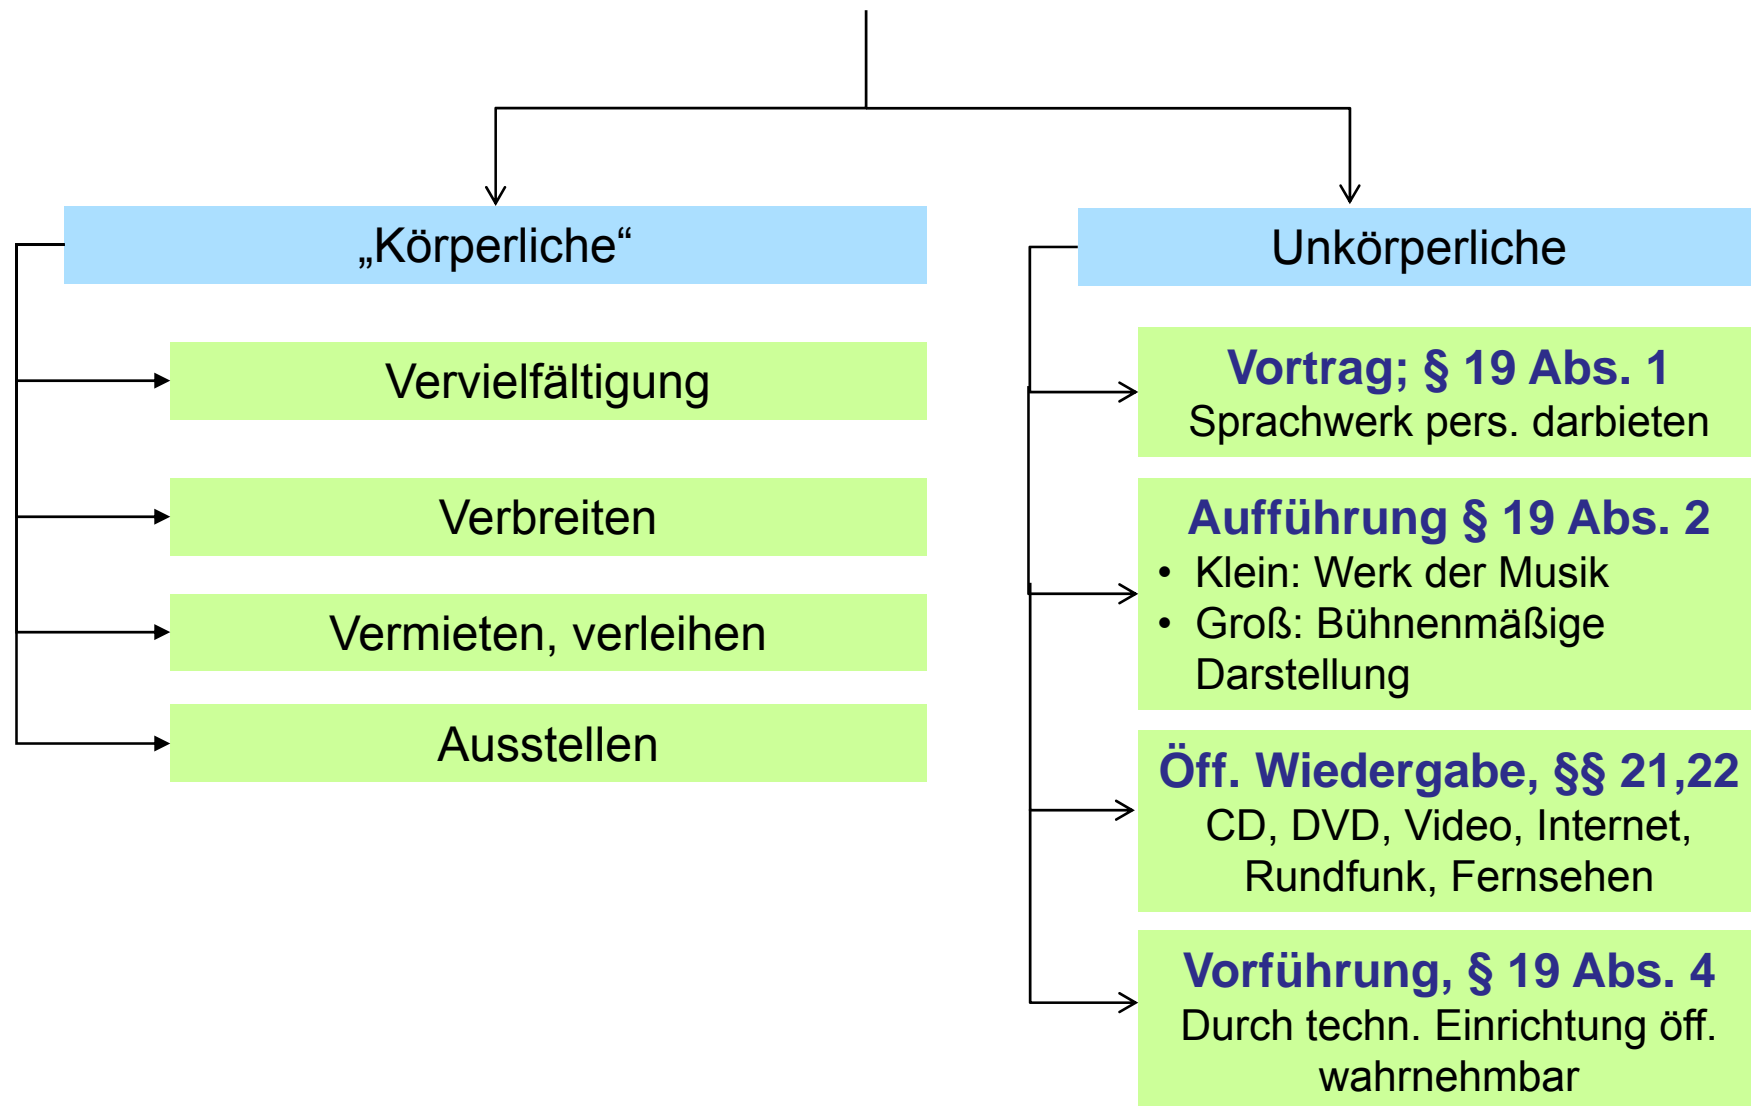 „Körperliche“
Vervielfältigung
Verbreiten
Vermieten, verleihen
Ausstellen
Unkörperliche
Vortrag; § 19 Abs. 1
Sprachwerk pers. darbieten
Aufführung § 19 Abs. 2
• Klein: Werk der Musik
• Groß: Bühnenmäßige
Darstellung
Öff. Wiedergabe, §§ 21,22
CD, DVD, Video, Internet,
Rundfunk, Fernsehen
Vorführung, § 19 Abs. 4
Durch techn. Einrichtung öff.
wahrnehmbar